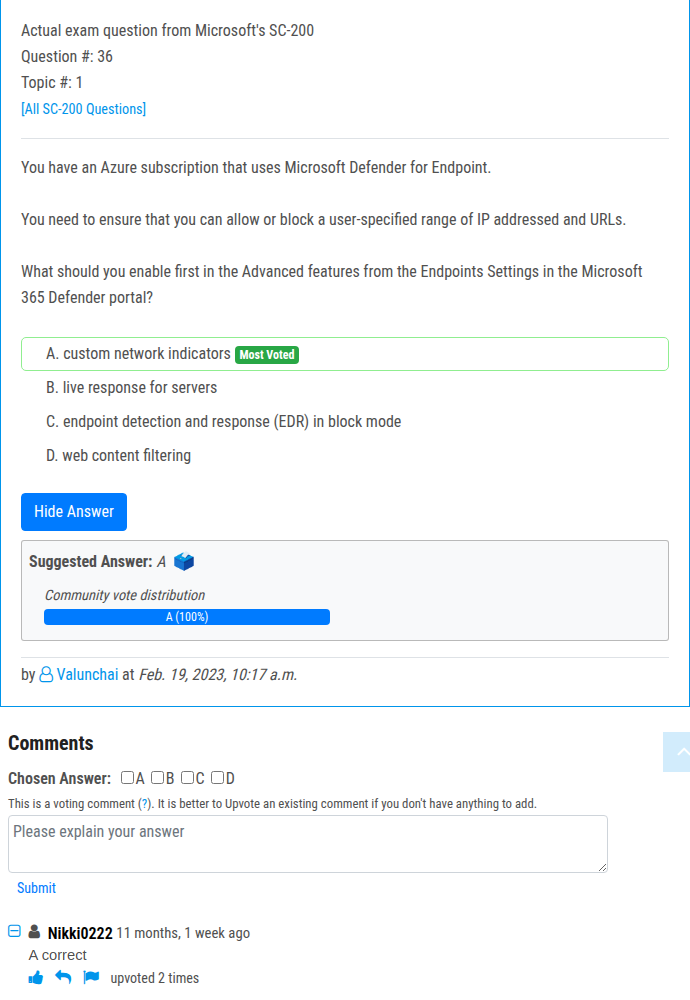 Actual exam question from Microsoft's SC-200
Question #: 36
Topic #: 1
[All SC-200 Questions]
You have an Azure subscription that uses Microsoft Defender for Endpoint.
You need to ensure that you can allow or block a user-specified range of IP addressed and URLs.
What should you enable first in the Advanced features from the Endpoints Settings in the Microsoft
365 Defender portal?
A. custom network indicators Most Voted
B. live response for servers
C. endpoint detection and response (EDR) in block mode
D. web content filtering
Hide Answer
Suggested Answer: A
Community vote distribution
A (100%)
by Valunchai at Feb. 19, 2023, 10:17 a.m.
Comments
Chosen Answer: A B C D
This is a voting comment (?). It is better to Upvote an existing comment if you don't have anything to add.
Please explain your answer
Submit
Nikki0222 11 months, 1 week ago
A correct
upvoted 2 times